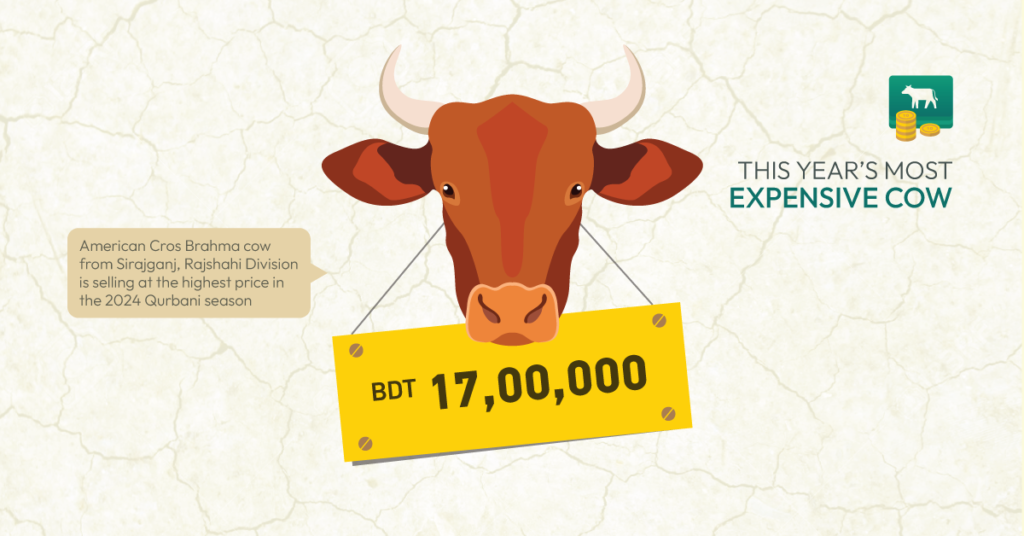 THIS YEAR'S MOST
EXPENSIVE COW
American Cros Brahma cow
from Sirajganj, Rajshahi Division
is selling at the highest price in
the 2024 Qurbani season
BDT 17,00,000